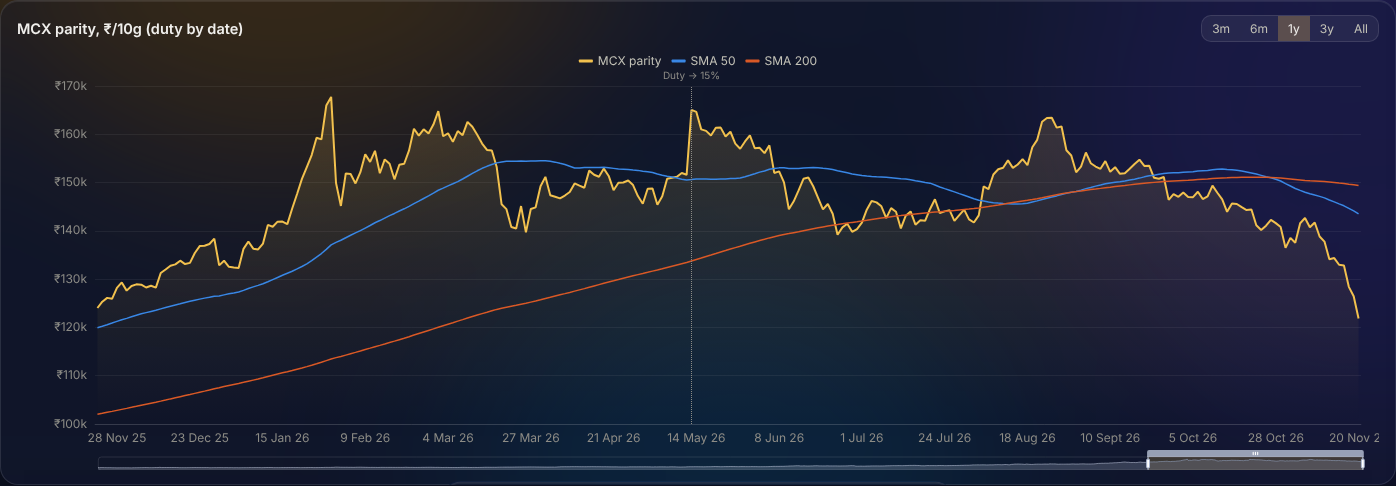 MCX parity, ₹/10g (duty by date)
3m 6m 1y 3y All
MCX parity SMA 50 SMA 200
Duty → 15%
₹170k
₹160k
₹150k
₹140k
₹130k
₹120k
₹110k
₹100k
28 Nov 25 23 Dec 25 15 Jan 26 9 Feb 26 4 Mar 26 27 Mar 26 21 Apr 26 14 May 26 8 Jun 26 1 Jul 26 24 Jul 26 18 Aug 26 10 Sept 26 5 Oct 26 28 Oct 26 20 Nov 2